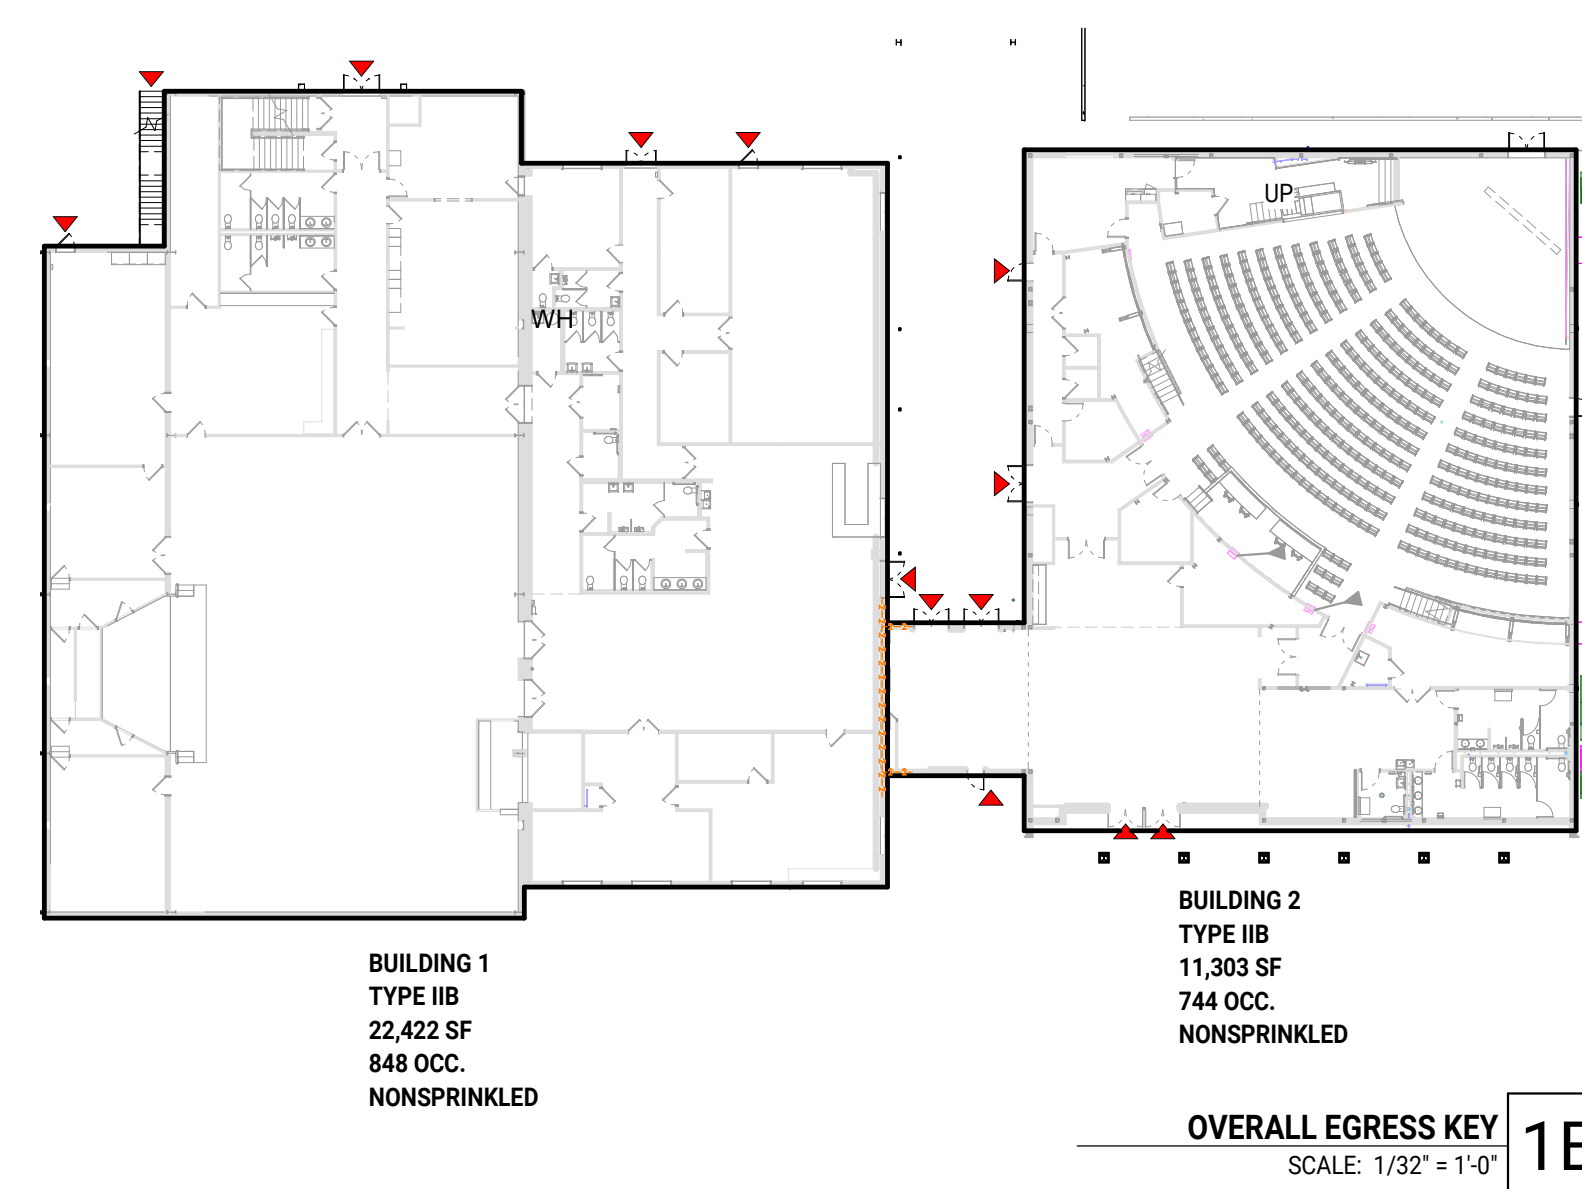 UP
WH
BUILDING 1
TYPE IIB
22,422 SF
848 OCC.
NONSPRINKLED
BUILDING 2
TYPE IIB
11,303 SF
744 OCC.
NONSPRINKLED
OVERALL EGRESS KEY
SCALE: 1/32" = 1'-0"
1E